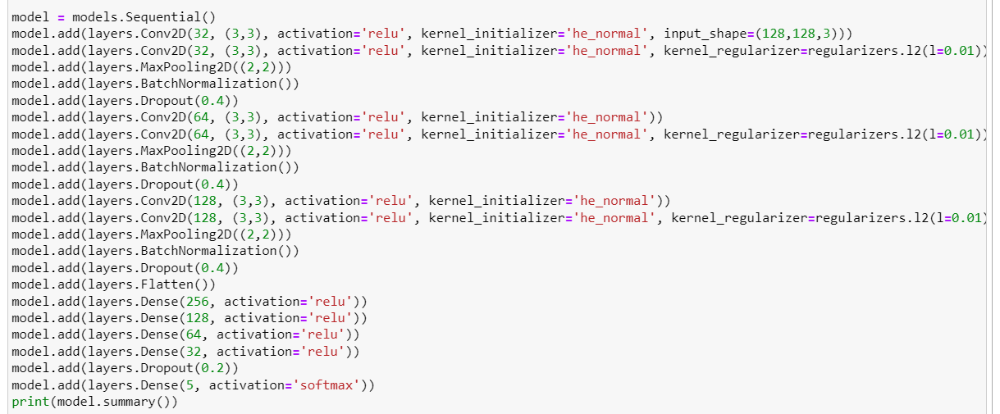 model = models.Sequential()
model.add(layers.Conv2D(32, (3,3), activation='relu', kernel_initializer='he_normal', input_shape=(128,128,3)))
model.add(layers.Conv2D(32, (3,3), activation='relu', kernel_initializer='he_normal', kernel_regularizer=regularizers.l2(l=0.01))
model.add(layers.MaxPooling2D((2,2)))
model.add(layers.BatchNormalization())
model.add(layers.Dropout(0.4))
model.add(layers.Conv2D(64, (3,3), activation='relu', kernel_initializer='he_normal'))
model.add(layers.Conv2D(64, (3,3), activation='relu', kernel_initializer='he_normal', kernel_regularizer=regularizers.l2(l=0.01))
model.add(layers.MaxPooling2D((2,2)))
model.add(layers.BatchNormalization())
model.add(layers.Dropout(0.4))
model.add(layers.Conv2D(128, (3,3), activation='relu', kernel_initializer='he_normal'))
model.add(layers.Conv2D(128, (3,3), activation='relu', kernel_initializer='he_normal', kernel_regularizer=regularizers.l2(l=0.01)
model.add(layers.MaxPooling2D((2,2)))
model.add(layers.BatchNormalization())
model.add(layers.Dropout(0.4))
model.add(layers.Flatten())
model.add(layers.Dense(256, activation='relu'))
model.add(layers.Dense(128, activation='relu'))
model.add(layers.Dense(64, activation='relu'))
model.add(layers.Dense(32, activation='relu'))
model.add(layers.Dropout(0.2))
model.add(layers.Dense(5, activation='softmax'))
print(model.summary())